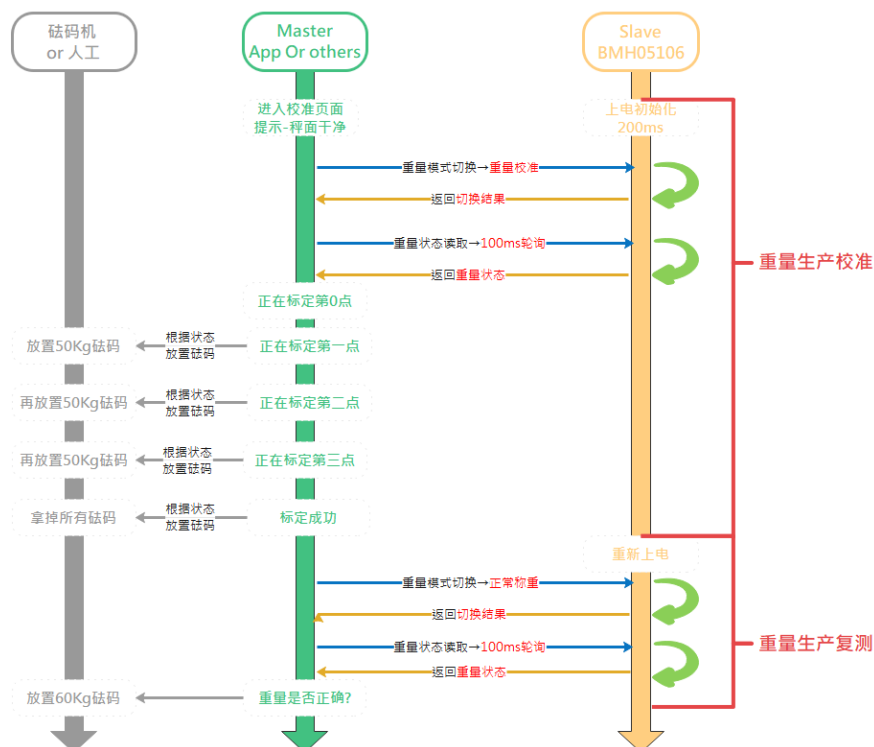 砝码机
or 人工
Master
App Or others
Slave
BMH05106
进入校准页面
提示-秤面干净
上电初始化
200ms
重量模式切换→重量校准
返回切换结果
重量状态读取→100ms轮询
返回重量状态
重量生产校准
正在标定第0点
放置50Kg砝码
根据状态
放置砝码
正在标定第一点
再放置50Kg砝码
根据状态
放置砝码
正在标定第二点
再放置50Kg砝码
根据状态
放置砝码
正在标定第三点
拿掉所有砝码
根据状态
放置砝码
标定成功
重新上电
重量模式切换→正常称重
返回切换结果
重量状态读取→100ms轮询
返回重量状态
重量生产复测
放置60Kg砝码
重量是否正确?